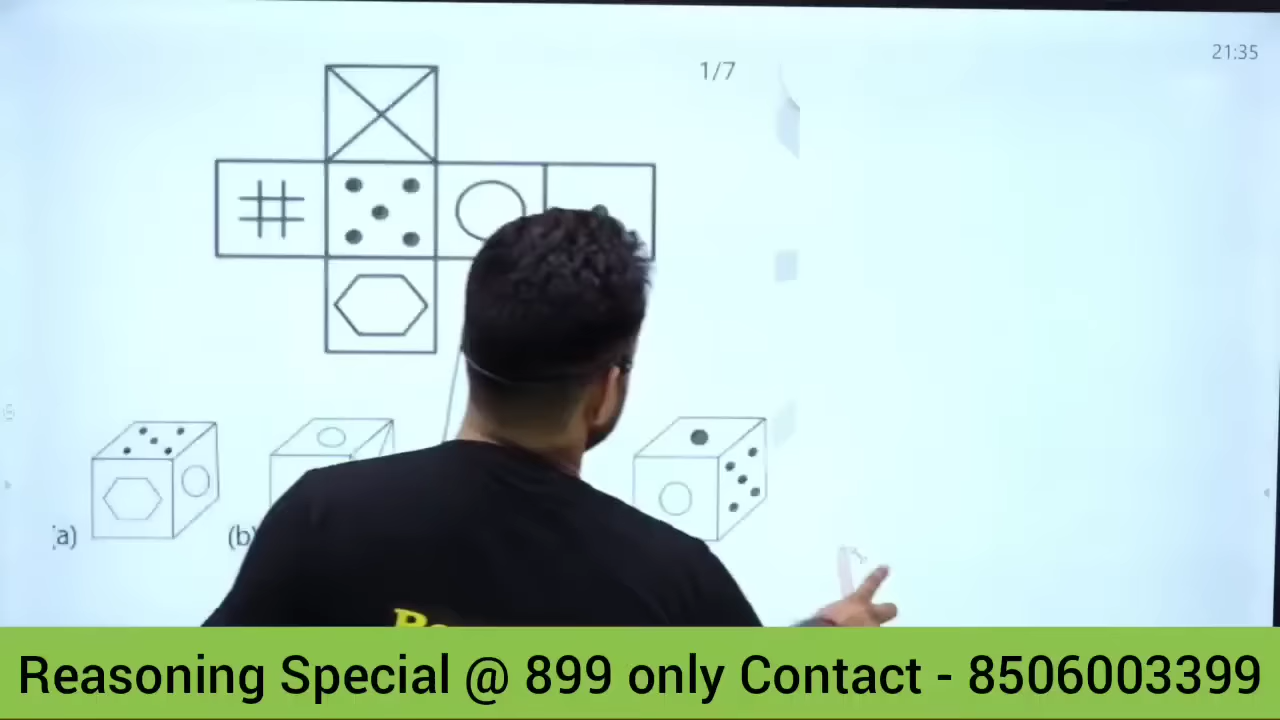 1/7
21:35
a)
(b)
Reasoning Special @ 899 only Contact - 8506003399